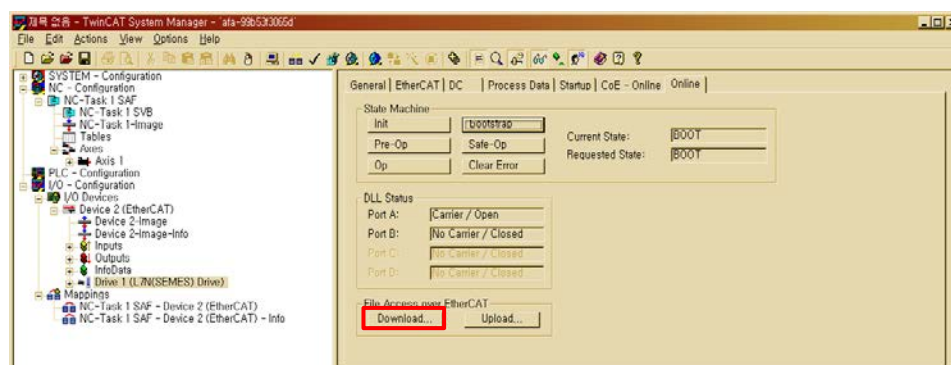 제목 없음 - TwinCAT System Manager - 'afa-99b53f3065d'
File Edit Actions View Options Help
SYSTEM - Configuration
NC - Configuration
NC-Task 1 SAF
NC-Task 1 SVB
NC-Task 1-Image
Tables
Axes
Axis 1
PLC - Configuration
I/O - Configuration
I/O Devices
Device 2 (EtherCAT)
Device 2-Image
Device 2-Image-Info
Inputs
Outputs
InfoData
Drive 1 (L7N(SEMES) Drive)
Mappings
NC-Task 1 SAF - Device 2 (EtherCAT)
NC-Task 1 SAF - Device 2 (EtherCAT) - Info
General EtherCAT DC Process Data Startup CoE - Online Online
State Machine
Init Bootstrap
Pre-Op Safe-Op
Op Clear Error
Current State: BOOT
Requested State: BOOT
DLL Status
Port A: Carrier / Open
Port B: No Carrier / Closed
Port C: No Carrier / Closed
Port D: No Carrier / Closed
File Access over EtherCAT
Download... Upload...